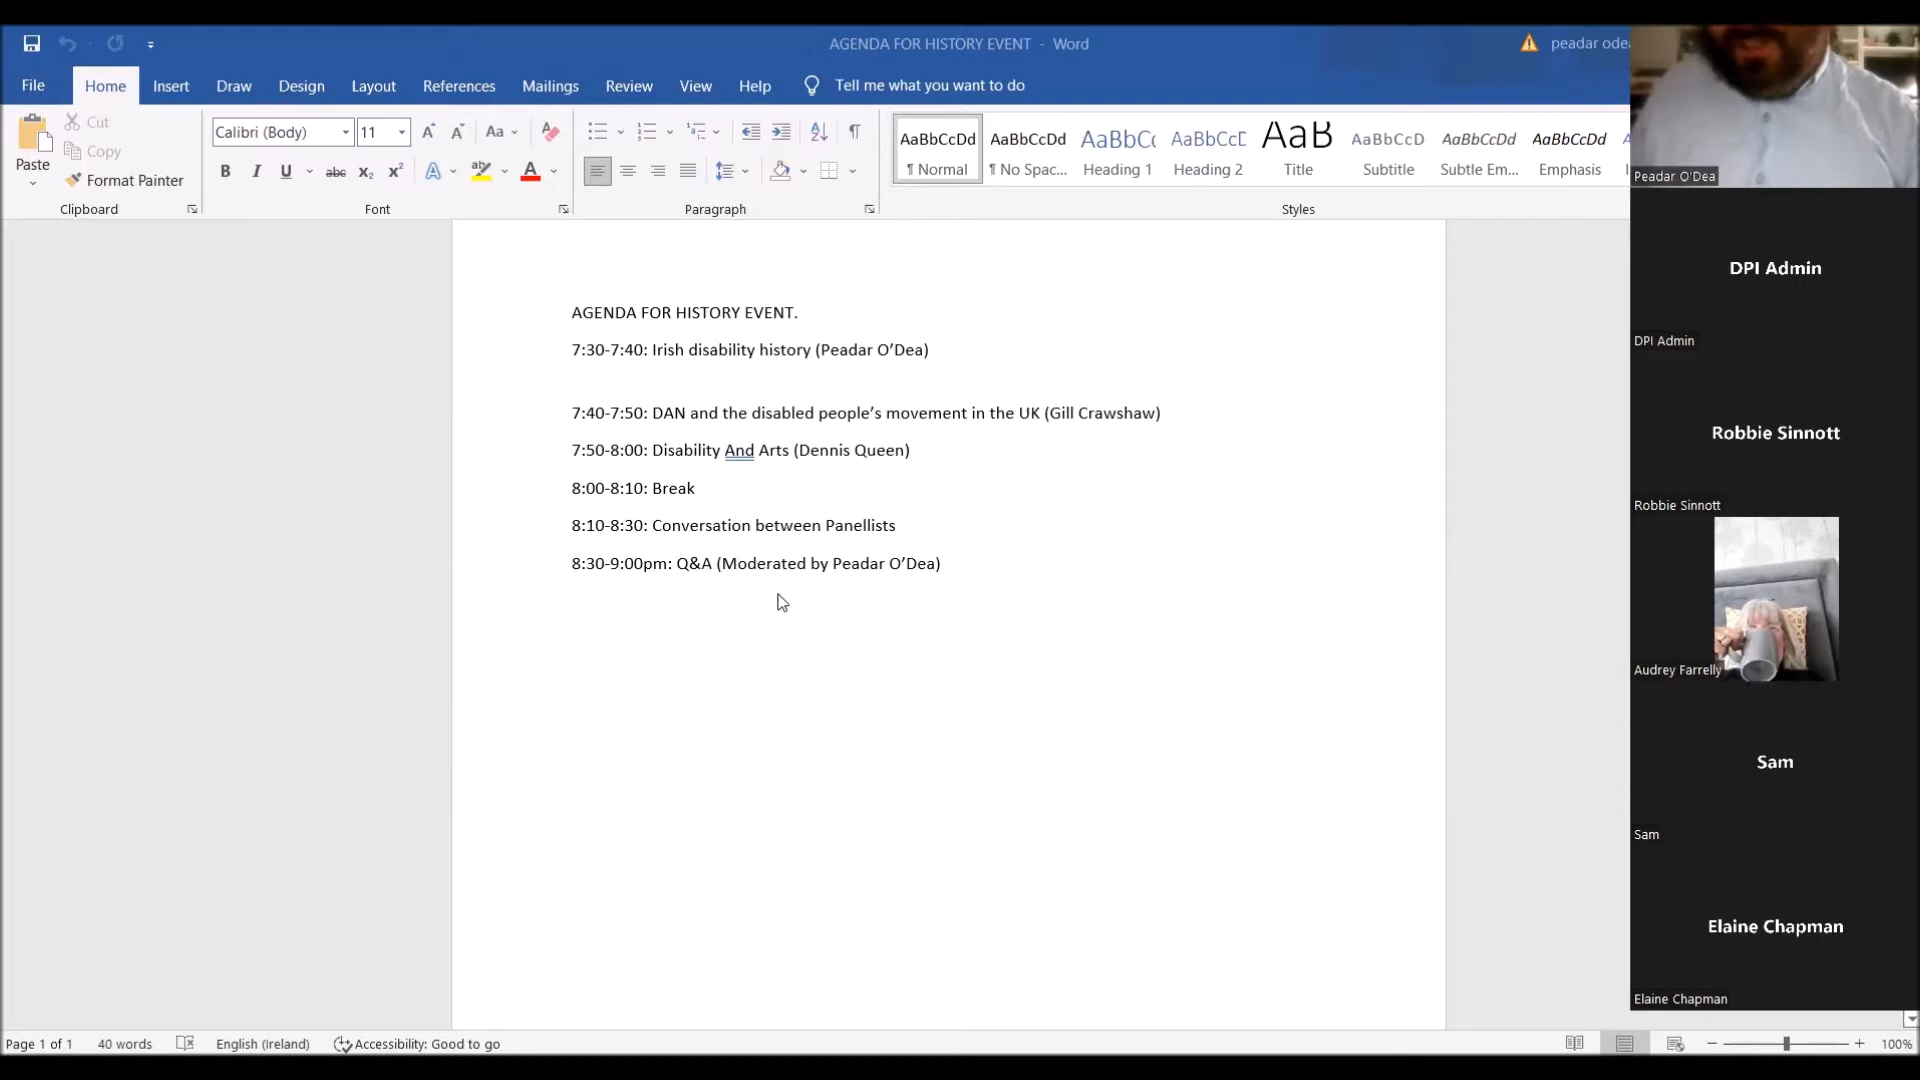 AGENDA FOR HISTORY EVENT - Word
peadar odea
File Home Insert Draw Design Layout References Mailings Review View Help Tell me what you want to do
Paste
Cut
Copy
Format Painter
Clipboard
Calibri (Body) 11
Font
Paragraph
AaBbCcDd AaBbCcDd AaBbCc AaBbCcD AaB AaBbCcD AaBbCcDd AaBbCcDd
¶ Normal ¶ No Spac... Heading 1 Heading 2 Title Subtitle Subtle Em... Emphasis
Styles
AGENDA FOR HISTORY EVENT.
7:30-7:40: Irish disability history (Peadar O’Dea)
7:40-7:50: DAN and the disabled people’s movement in the UK (Gill Crawshaw)
7:50-8:00: Disability And Arts (Dennis Queen)
8:00-8:10: Break
8:10-8:30: Conversation between Panellists
8:30-9:00pm: Q&A (Moderated by Peadar O’Dea)
Peadar O'Dea
DPI Admin
DPI Admin
Robbie Sinnott
Robbie Sinnott
Audrey Farrelly
Sam
Sam
Elaine Chapman
Elaine Chapman
Page 1 of 1 40 words English (Ireland) Accessibility: Good to go 100%